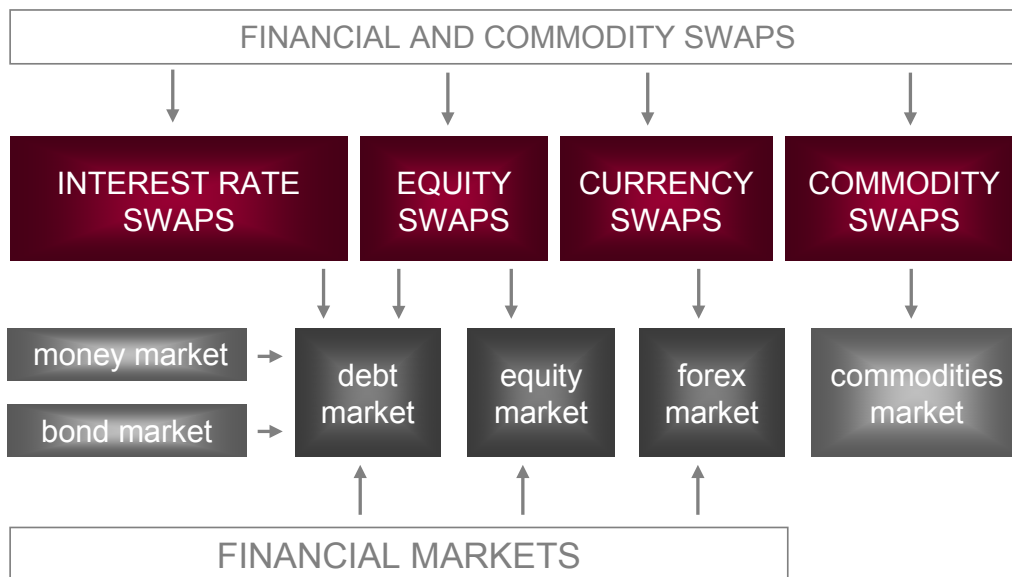 FINANCIAL AND COMMODITY SWAPS
INTEREST RATE
SWAPS
EQUITY
SWAPS
CURRENCY
SWAPS
COMMODITY
SWAPS
money market
bond market
debt
market
equity
market
forex
market
commodities
market
FINANCIAL MARKETS